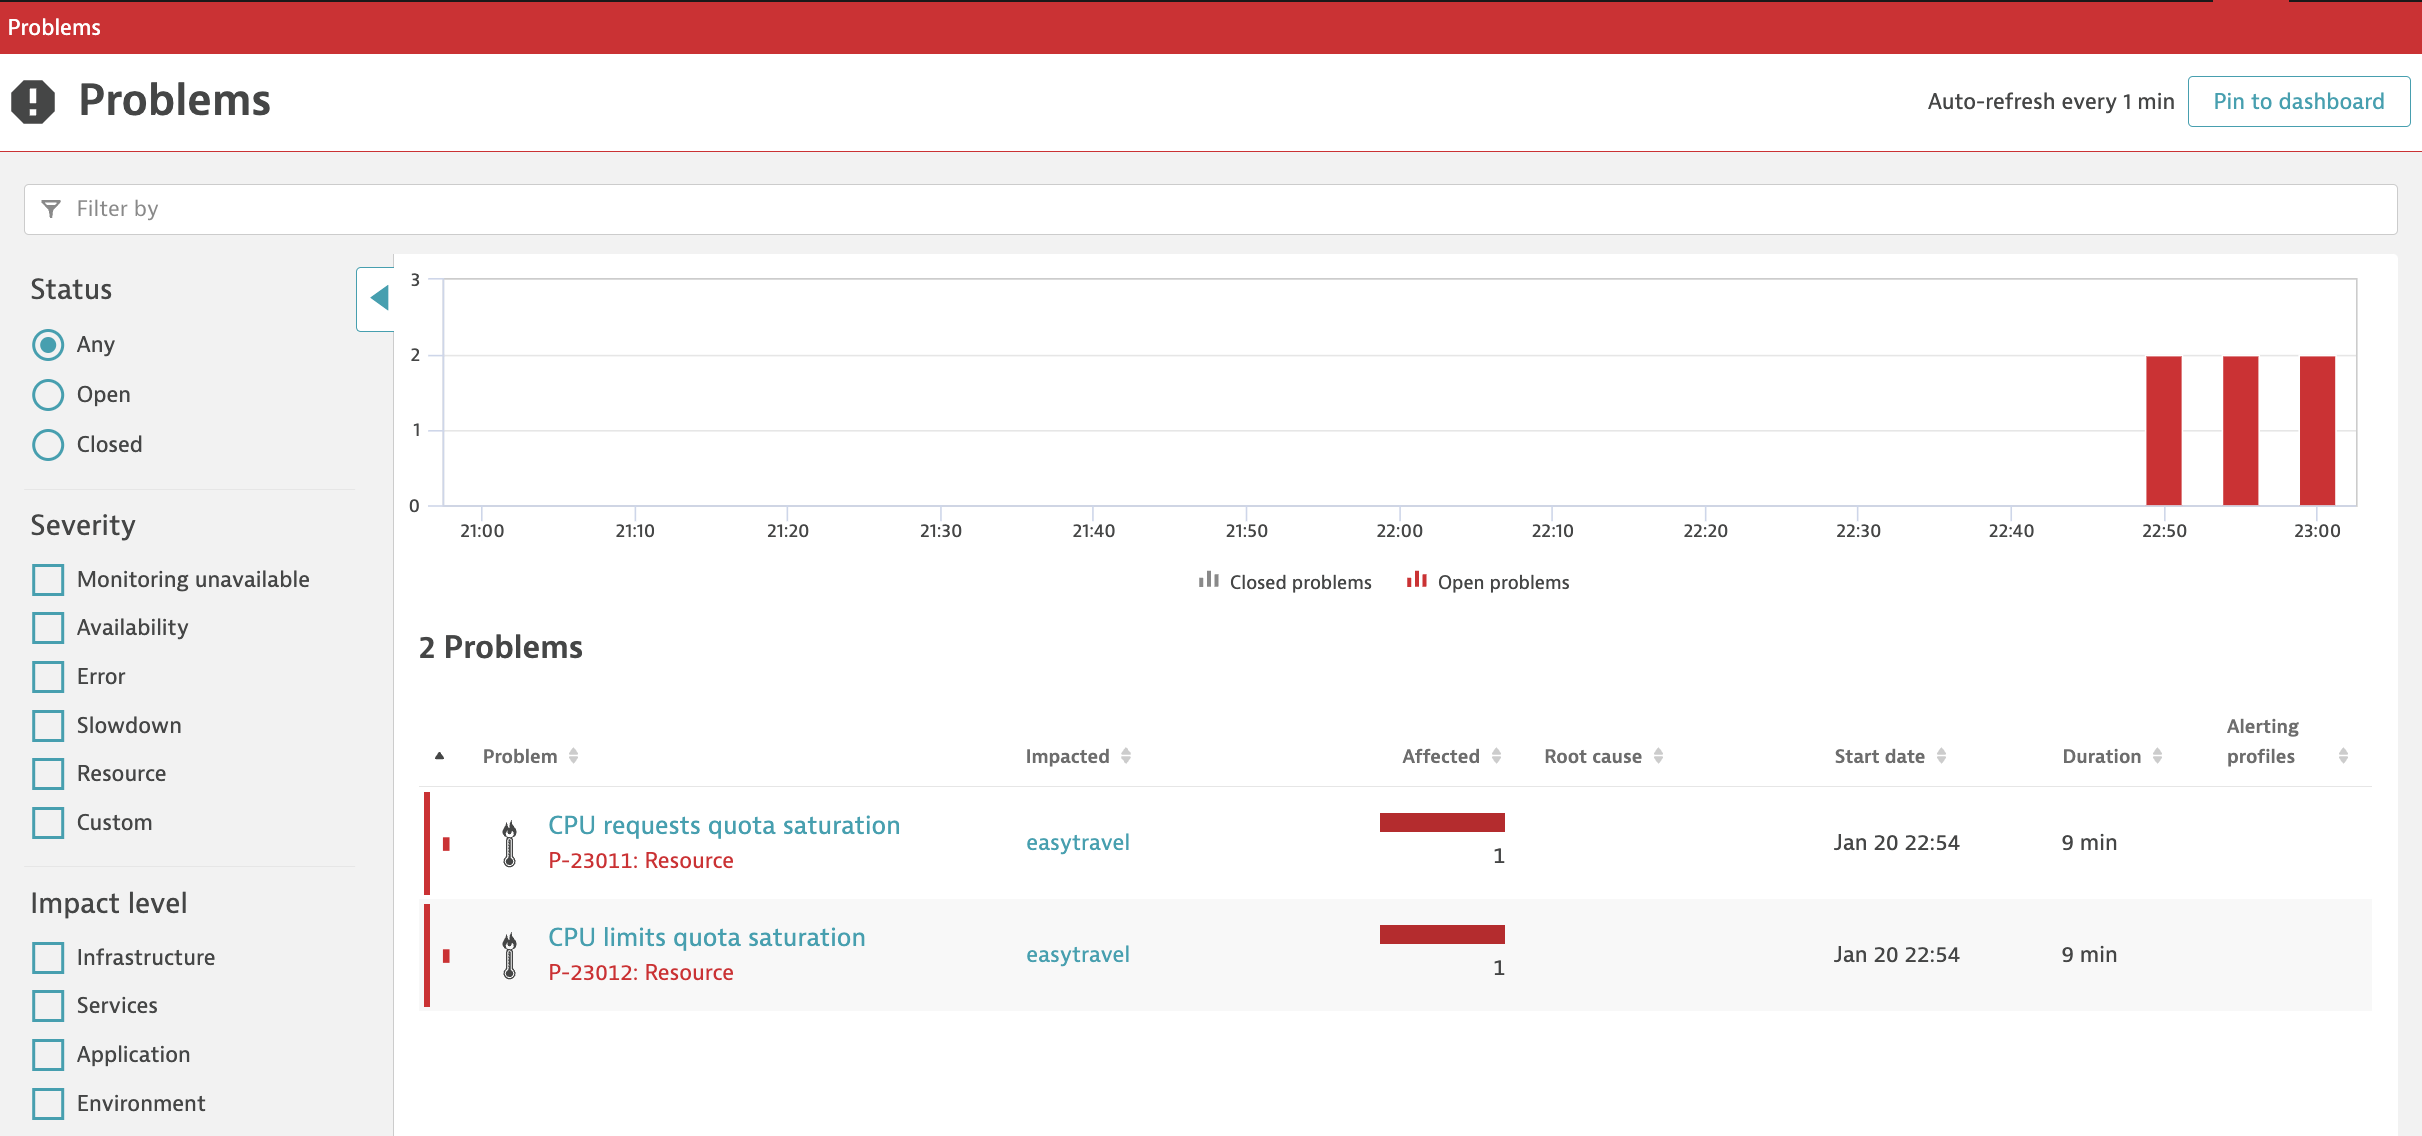 Problems
Problems
Auto-refresh every 1 min
Pin to dashboard
Filter by
Status
Any
Open
Closed
Severity
Monitoring unavailable
Availability
Error
Slowdown
Resource
Custom
Impact level
Infrastructure
Services
Application
Environment
3
2
1
0
21:00 21:10 21:20 21:30 21:40 21:50 22:00 22:10 22:20 22:30 22:40 22:50 23:00
Closed problems Open problems
2 Problems
Problem Impacted Affected Root cause Start date Duration Alerting profiles
CPU requests quota saturation
P-23011: Resource
easytravel
1
Jan 20 22:54
9 min
CPU limits quota saturation
P-23012: Resource
easytravel
1
Jan 20 22:54
9 min